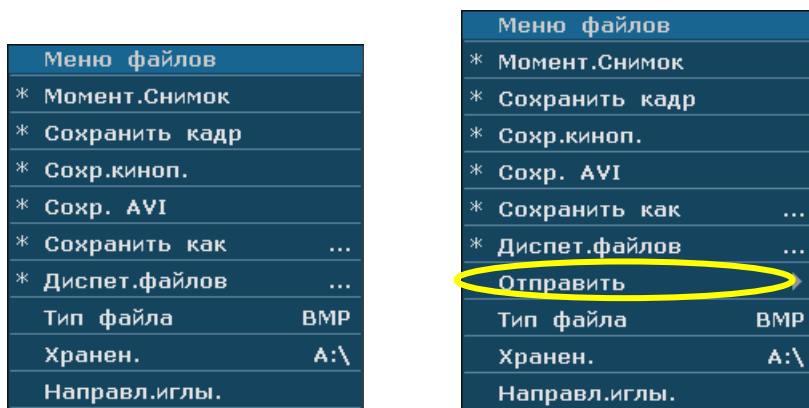 Меню файлов
* Момент.Снимок
* Сохранить кадр
* Сохр.киноп.
* Сохр. AVI
* Сохранить как ...
* Диспет.файлов ...
Тип файла BMP
Хранен. A:\
Направл.иглы.
Меню файлов
* Момент.Снимок
* Сохранить кадр
* Сохр.киноп.
* Сохр. AVI
* Сохранить как ...
* Диспет.файлов ...
Отправить
Тип файла BMP
Хранен. A:\
Направл.иглы.